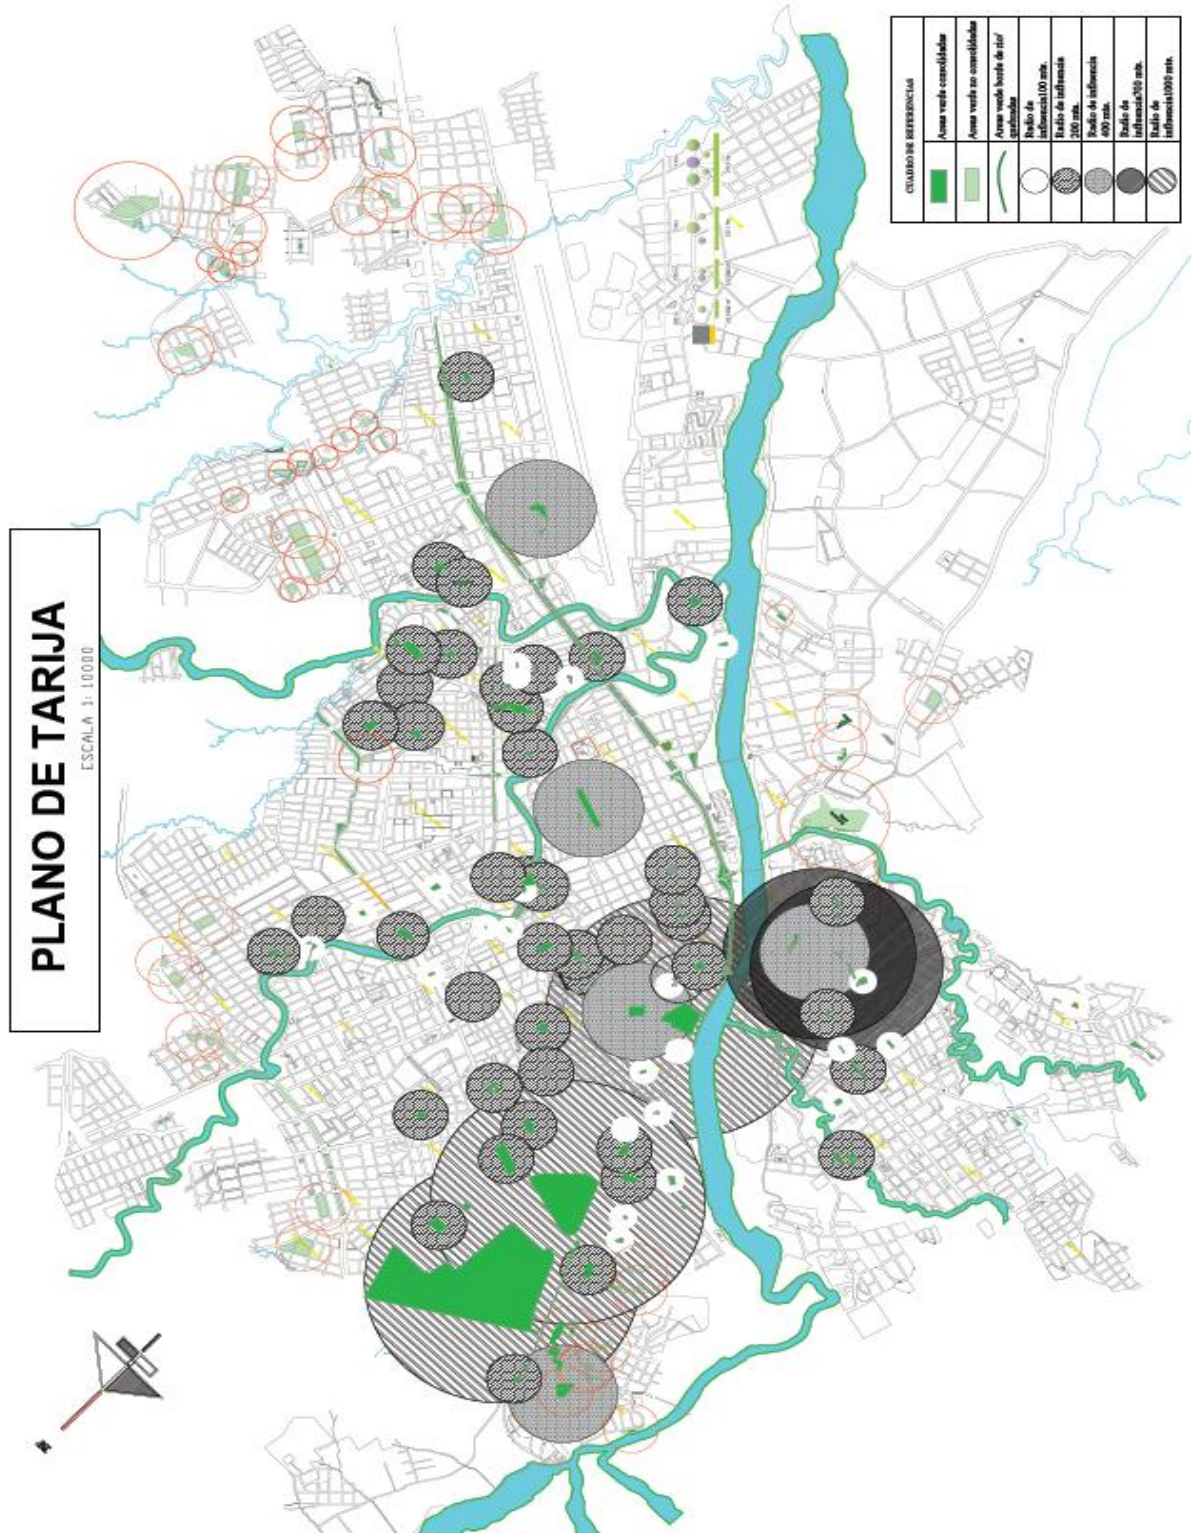 PLANO DE TARIJA
ESCALA 1: 10000
CUADRO DE REFERENCIAS
Areas verde consolidadas
Areas verde no consolidadas
Areas verde borde de rio/
quebradas
Radio de
influencia100 mts.
Radio de influencia
200 mts.
Radio de influencia
400 mts.
Radio de
influencia700 mts.
Radio de
influencia1000 mts.
N